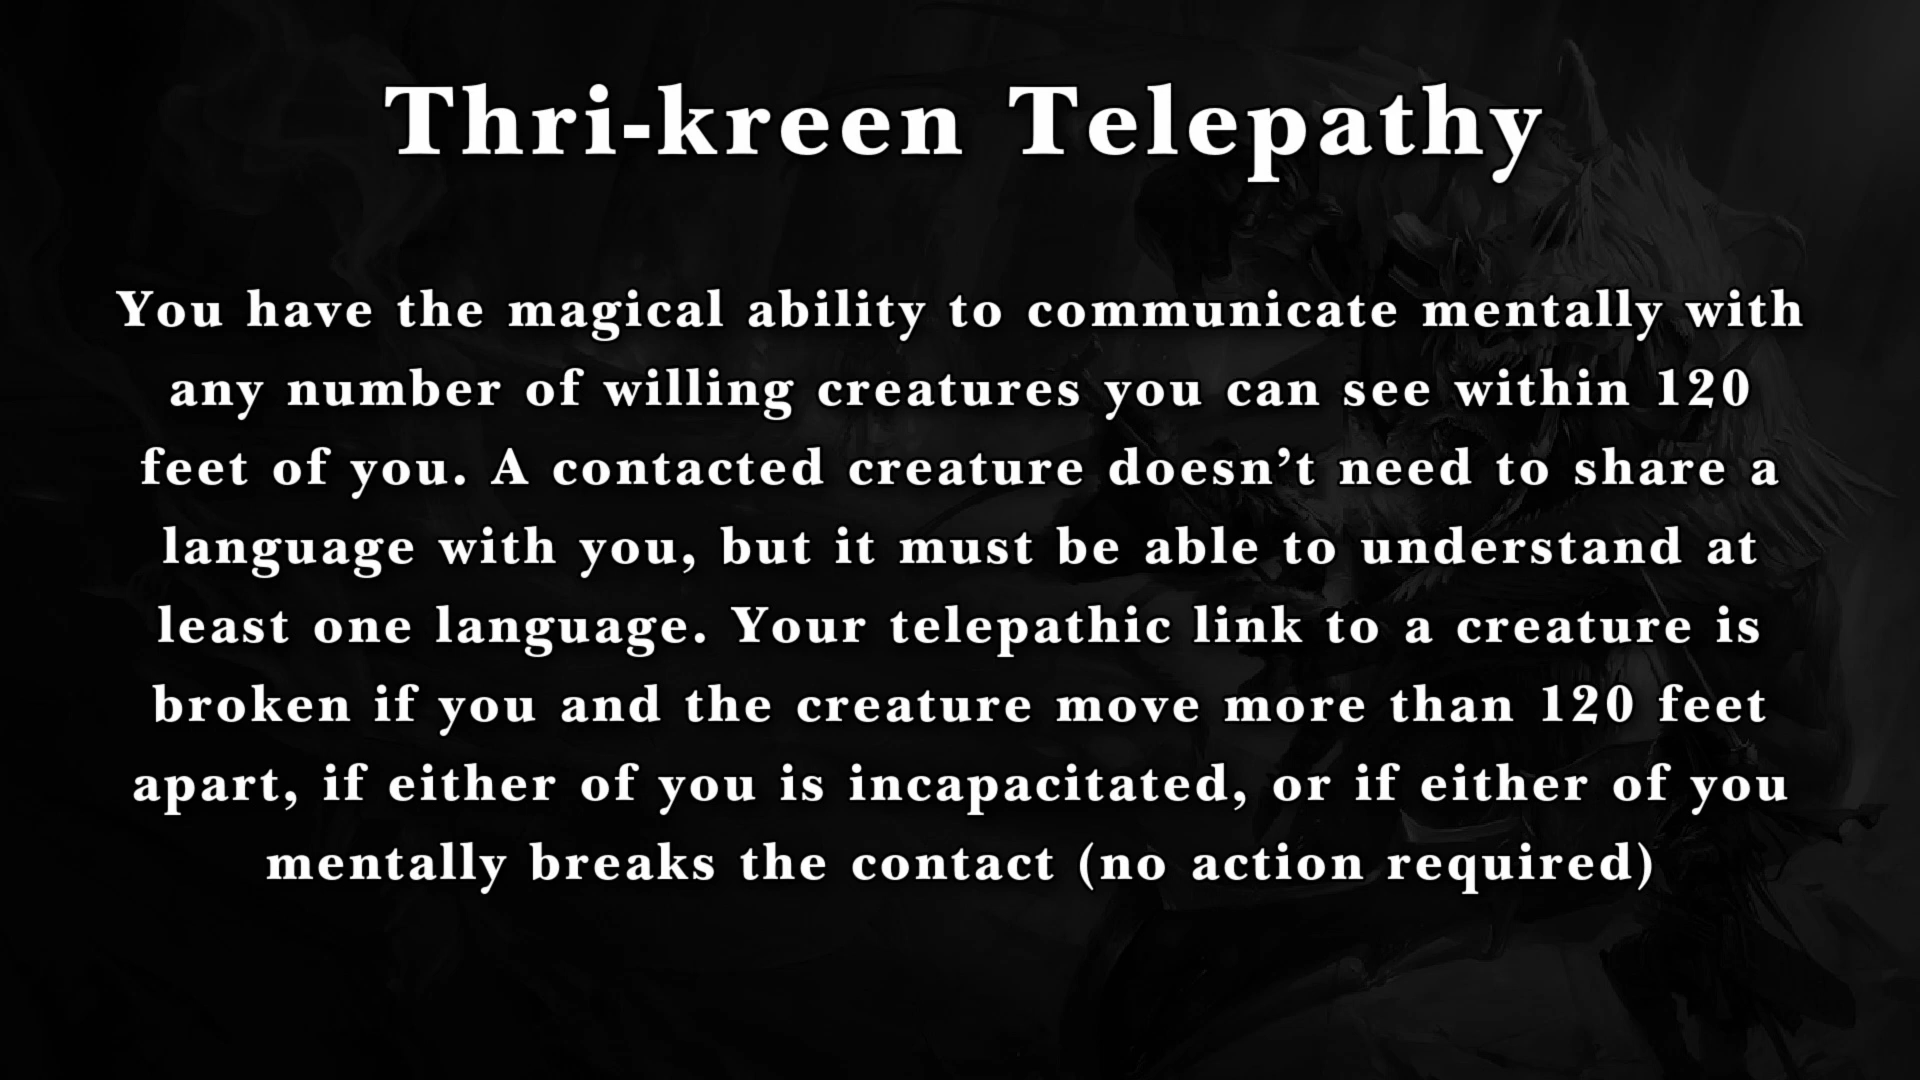 Thri-kreen Telepathy
You have the magical ability to communicate mentally with
any number of willing creatures you can see within 120
feet of you. A contacted creature doesn’t need to share a
language with you, but it must be able to understand at
least one language. Your telepathic link to a creature is
broken if you and the creature move more than 120 feet
apart, if either of you is incapacitated, or if either of you
mentally breaks the contact (no action required)